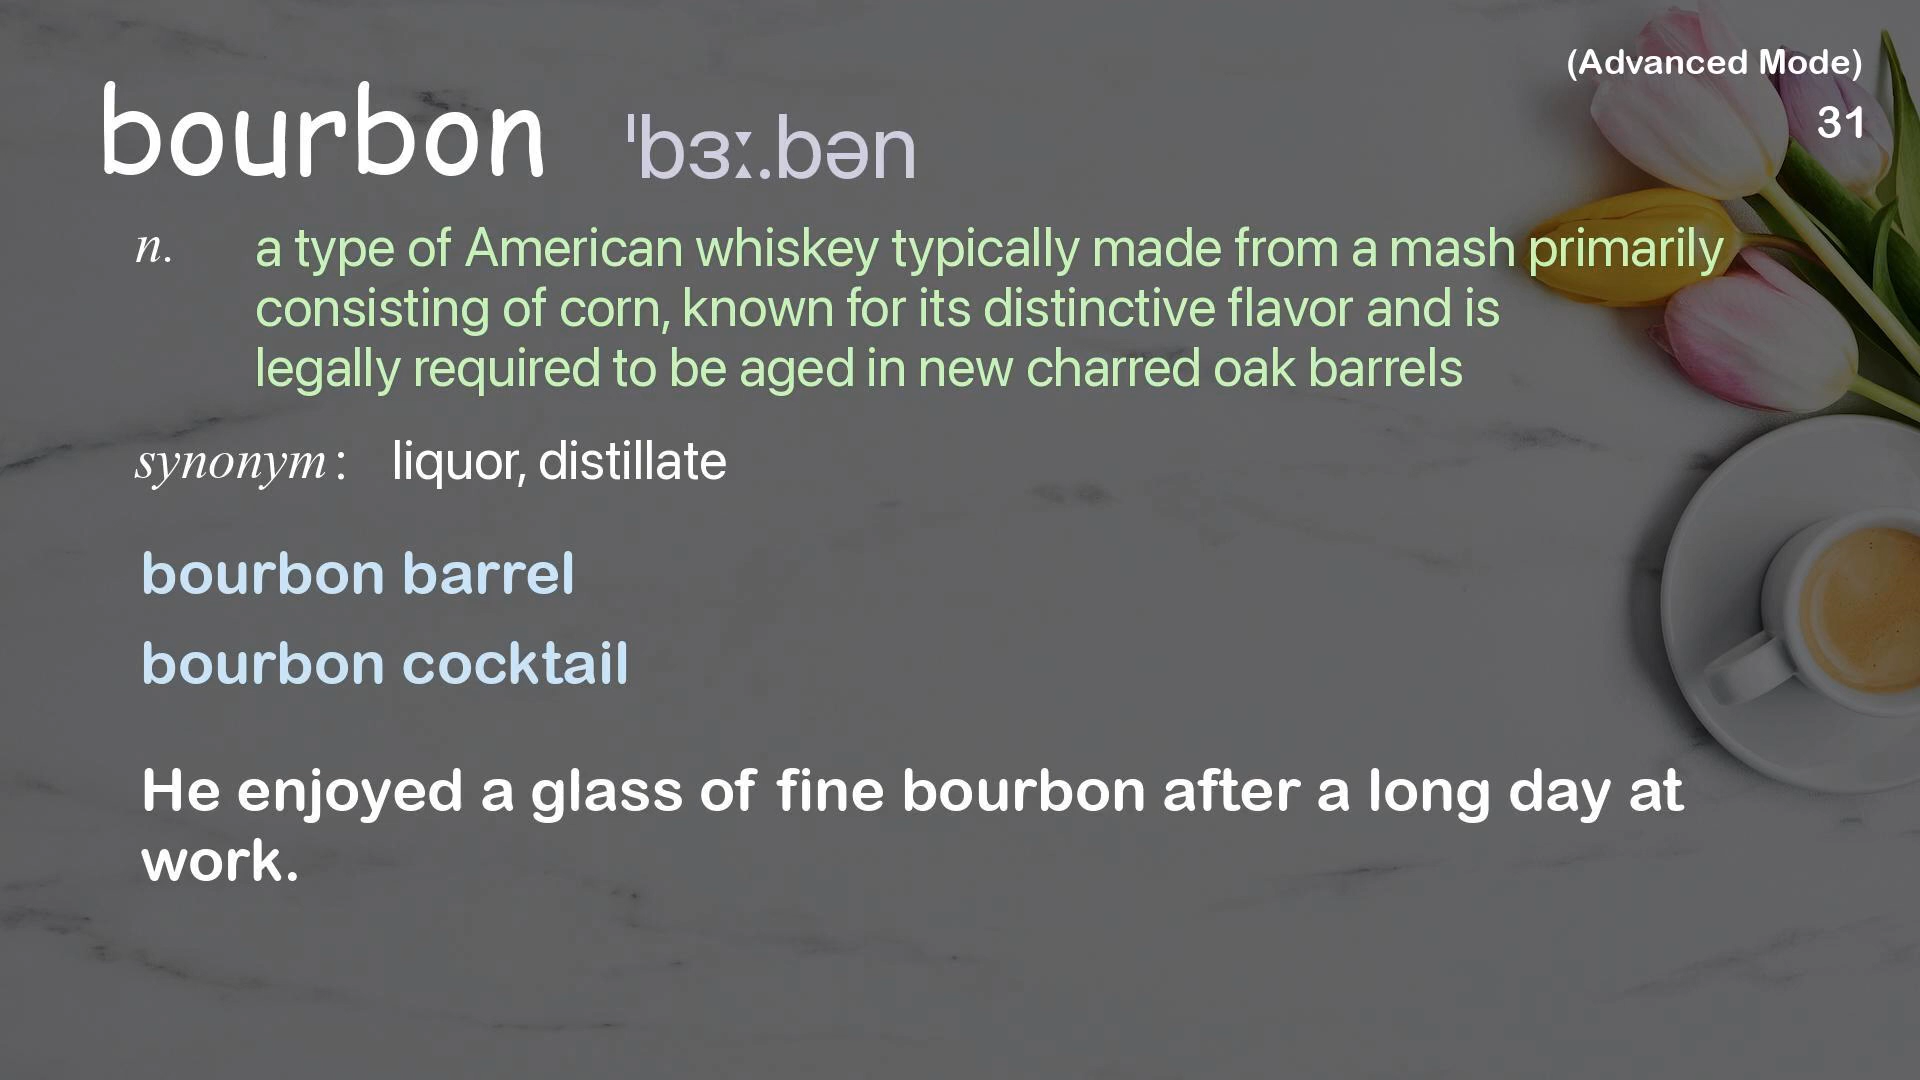 (Advanced Mode)
31
bourbon ˈbɜː.bən
n. a type of American whiskey typically made from a mash primarily
consisting of corn, known for its distinctive flavor and is
legally required to be aged in new charred oak barrels
synonym: liquor, distillate
bourbon barrel
bourbon cocktail
He enjoyed a glass of fine bourbon after a long day at
work.